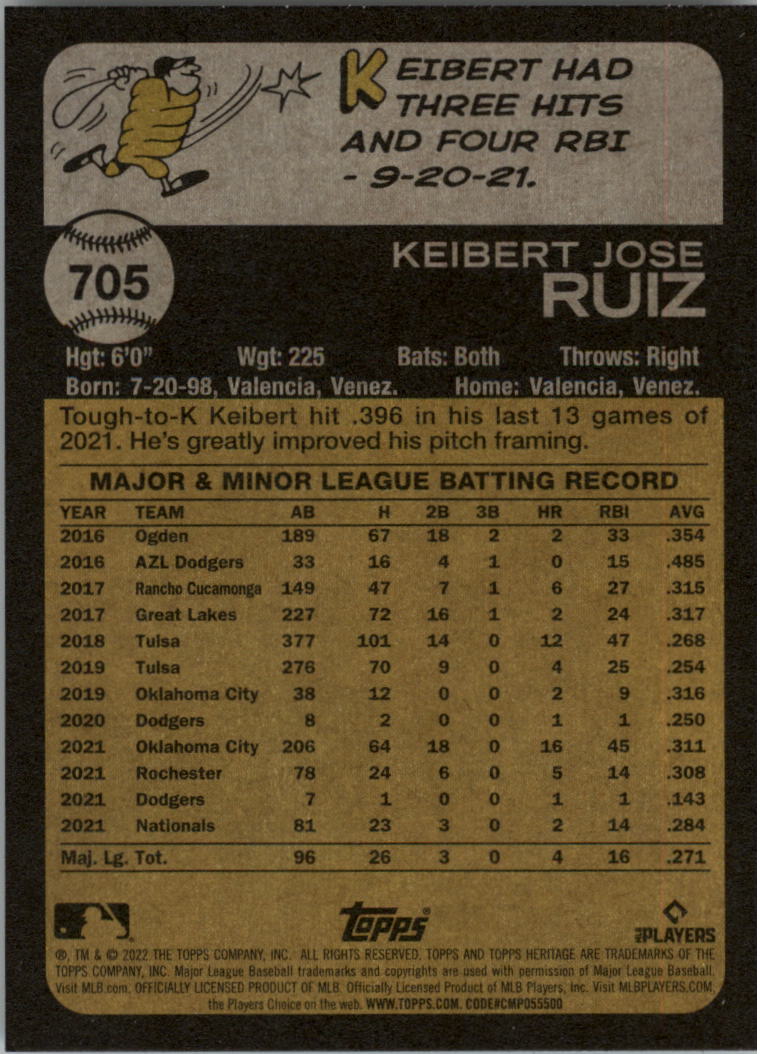 KEIBERT HAD
THREE HITS
AND FOUR RBI
- 9-20-21.
705
KEIBERT JOSE
RUIZ
Hgt: 6'0" Wgt: 225 Bats: Both Throws: Right
Born: 7-20-98, Valencia, Venez. Home: Valencia, Venez.
Tough-to-K Keibert hit .396 in his last 13 games of
2021. He's greatly improved his pitch framing.
MAJOR & MINOR LEAGUE BATTING RECORD
YEAR TEAM AB H 2B 3B HR RBI AVG
2016 Ogden 189 67 18 2 2 33 .354
2016 AZL Dodgers 33 16 4 1 0 15 .485
2017 Rancho Cucamonga 149 47 7 1 6 27 .315
2017 Great Lakes 227 72 16 1 2 24 .317
2018 Tulsa 377 101 14 0 12 47 .268
2019 Tulsa 276 70 9 0 4 25 .254
2019 Oklahoma City 38 12 0 0 2 9 .316
2020 Dodgers 8 2 0 0 1 1 .250
2021 Oklahoma City 206 64 18 0 16 45 .311
2021 Rochester 78 24 6 0 5 14 .308
2021 Dodgers 7 1 0 0 1 1 .143
2021 Nationals 81 23 3 0 2 14 .284
Maj. Lg. Tot. 96 26 3 0 4 16 .271
Topps®
MLB PLAYERS
®, TM & © 2022 THE TOPPS COMPANY, INC. ALL RIGHTS RESERVED. TOPPS AND TOPPS HERITAGE ARE TRADEMARKS OF THE
TOPPS COMPANY, INC. Major League Baseball trademarks and copyrights are used with permission of Major League Baseball.
Visit MLB.com. OFFICIALLY LICENSED PRODUCT OF MLB. Officially Licensed Product of MLB Players, Inc. Visit MLBPLAYERS.COM,
the Players Choice on the web. WWW.TOPPS.COM. CODE#CMP055500